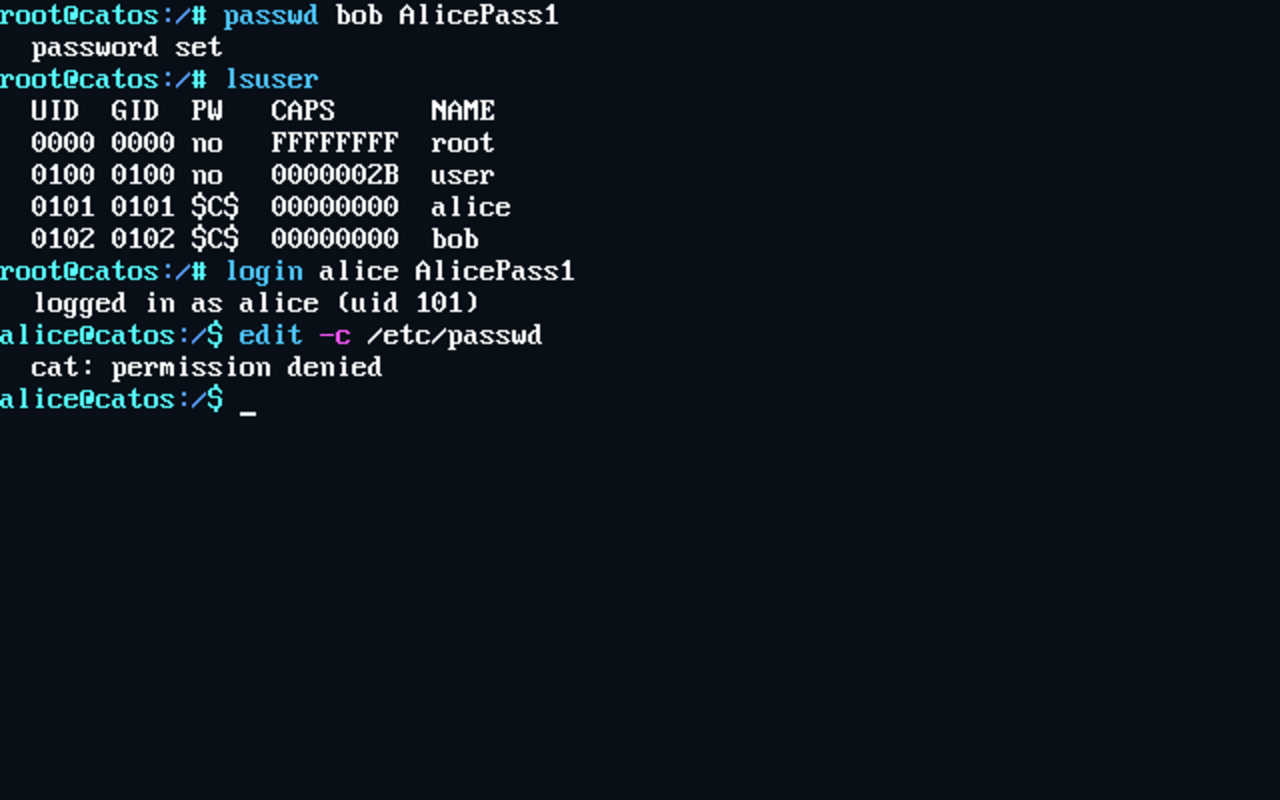 root@catos:/# passwd bob AlicePass1
  password set
root@catos:/# lsuser
  UID  GID  PW   CAPS      NAME
  0000 0000 no   FFFFFFFF  root
  0100 0100 no   0000002B  user
  0101 0101 $C$  00000000  alice
  0102 0102 $C$  00000000  bob
root@catos:/# login alice AlicePass1
  logged in as alice (uid 101)
alice@catos:/$ edit -c /etc/passwd
  cat: permission denied
alice@catos:/$ _